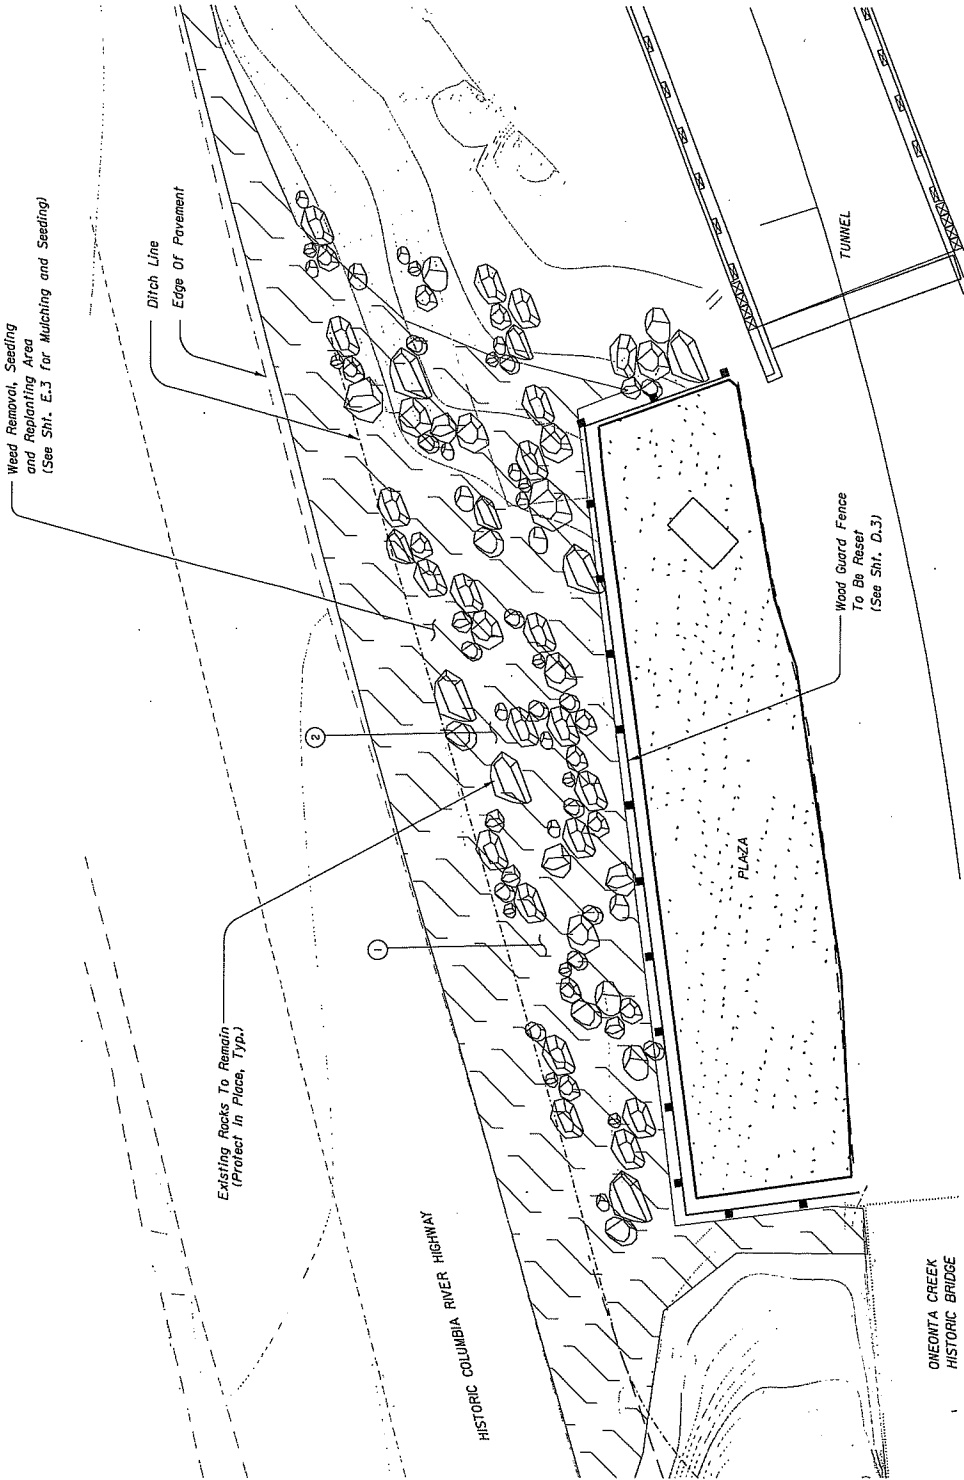 Weed Removal, Seeding
and Replanting Area
(See Sht. E.3 for Mulching and Seeding)
Ditch Line
Edge Of Pavement
TUNNEL
Wood Guard Fence
To Be Reset
(See Sht. D.3)
2
1
PLAZA
Existing Rocks To Remain
(Protect In Place, Typ.)
HISTORIC COLUMBIA RIVER HIGHWAY
ONEONTA CREEK
HISTORIC BRIDGE